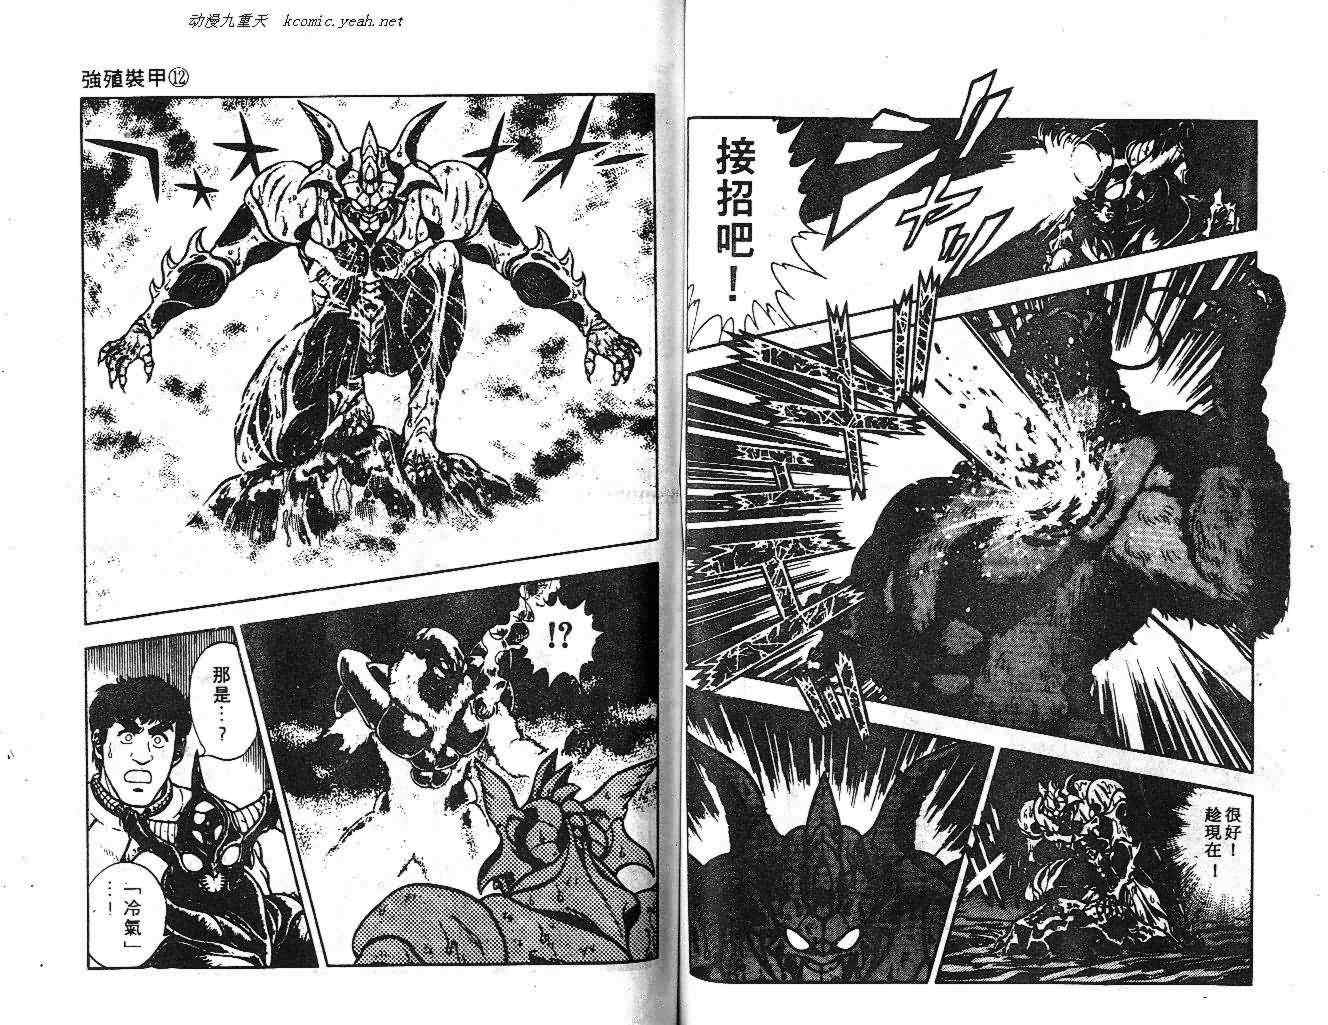 动漫九重天 kcomic.yeah.net
強殖裝甲⑫
接招吧！
很好！
趁現在！
!?
那是…？
「冷氣」
…！